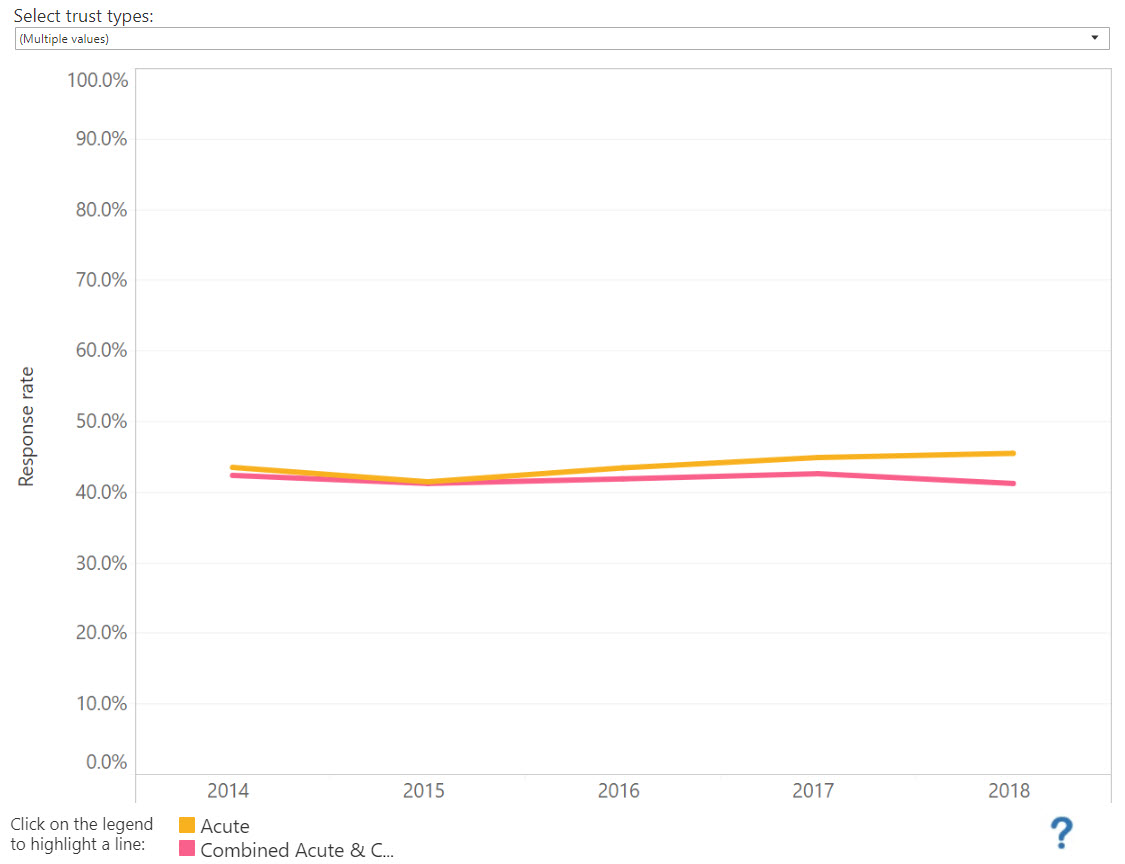 Select trust types:
(Multiple values)
100.0%
90.0%
80.0%
70.0%
60.0%
50.0%
40.0%
30.0%
20.0%
10.0%
0.0%
Response rate
2014 2015 2016 2017 2018
Click on the legend
to highlight a line:
Acute
Combined Acute & C...
?